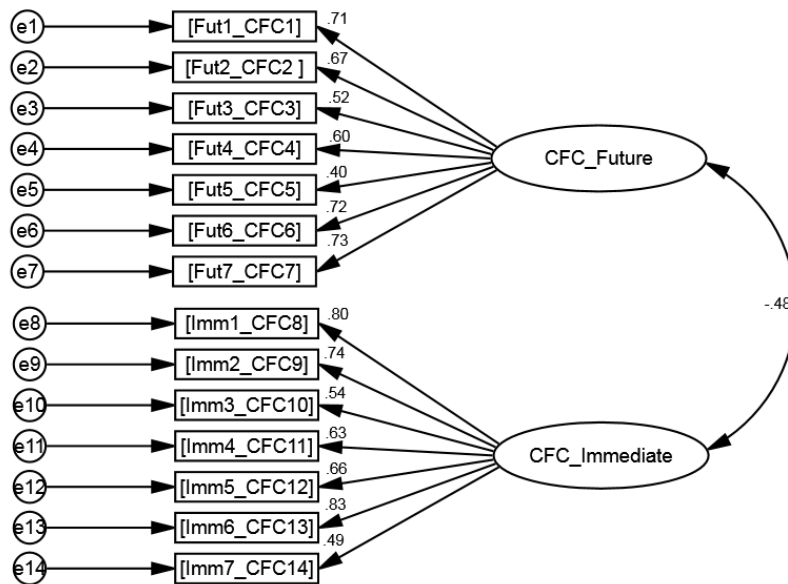 e1 [Fut1_CFC1] .71
e2 [Fut2_CFC2 ] .67
e3 [Fut3_CFC3] .52
e4 [Fut4_CFC4] .60
CFC_Future
e5 [Fut5_CFC5] .40
e6 [Fut6_CFC6] .72
e7 [Fut7_CFC7] .73
-.48
e8 [Imm1_CFC8] .80
e9 [Imm2_CFC9] .74
e10 [Imm3_CFC10] .54
e11 [Imm4_CFC11] .63
CFC_Immediate
e12 [Imm5_CFC12] .66
e13 [Imm6_CFC13] .83
e14 [Imm7_CFC14] .49